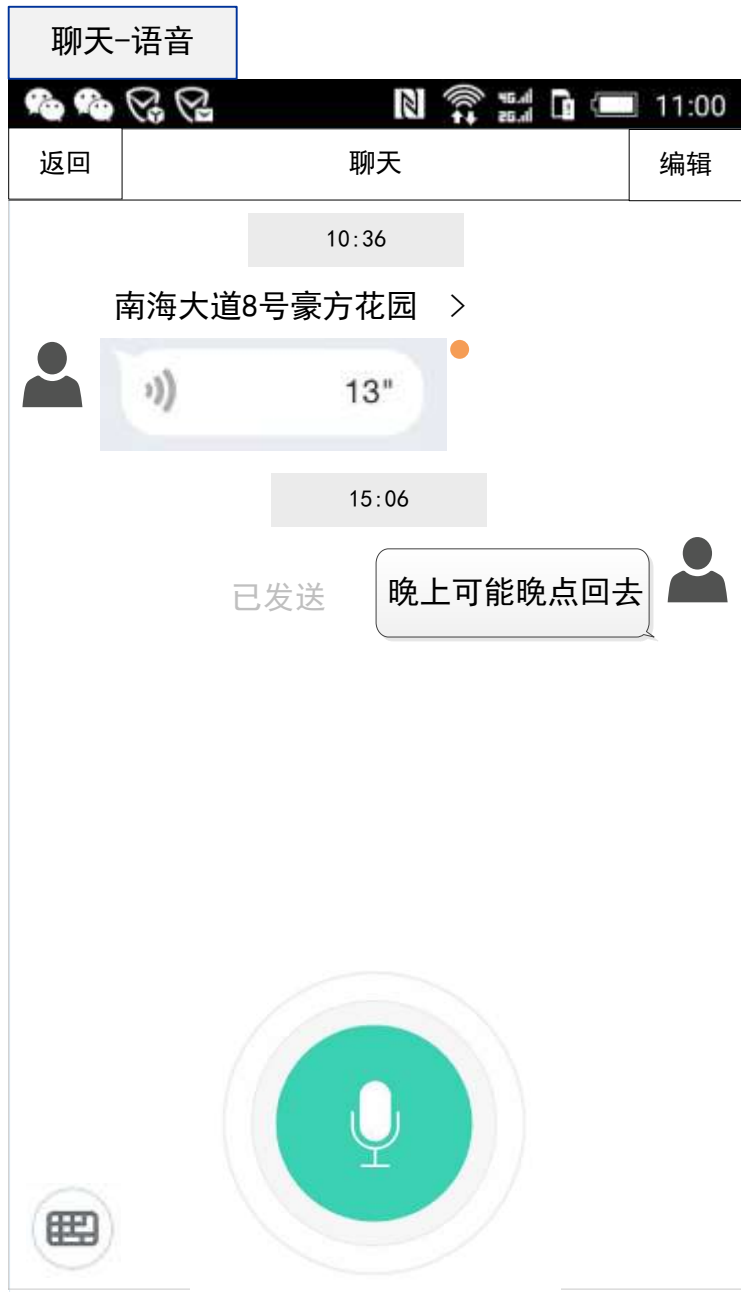 聊天-语音
4G
2G
11:00
返回
聊天
编辑
10:36
南海大道8号豪方花园 >
13"
15:06
已发送
晚上可能晚点回去